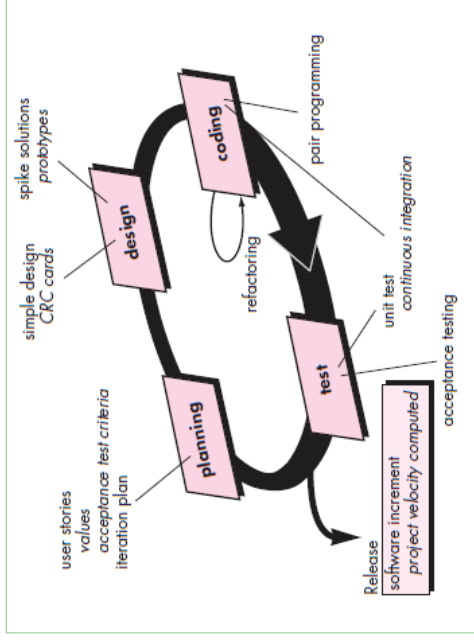 spike solutions
prototypes
simple design
CRC cards
design
coding
pair programming
refactoring
user stories
values
acceptance test criteria
iteration plan
planning
test
unit test
continuous integration
acceptance testing
Release
software increment
project velocity computed